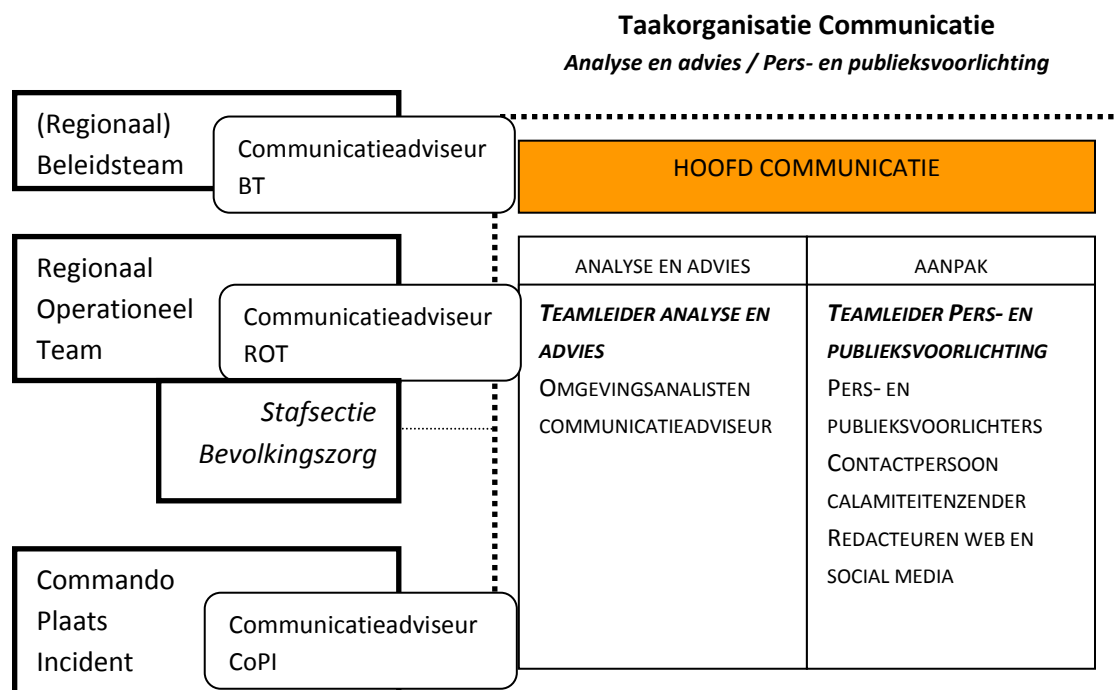 Taakorganisatie Communicatie
Analyse en advies / Pers- en publieksvoorlichting
(Regionaal)
Beleidsteam
Communicatieadviseur
BT
HOOFD COMMUNICATIE
Regionaal
Operationeel
Team
Communicatieadviseur
ROT
Stafsectie
Bevolkingszorg
Commando
Plaats
Incident
Communicatieadviseur
CoPI
ANALYSE EN ADVIES
TEAMLEIDER ANALYSE EN
ADVIES
OMGEVINGSANALISTEN
COMMUNICATIEADVISEUR
AANPAK
TEAMLEIDER PERS- EN
PUBLIEKSVOORLICHTING
PERS- EN
PUBLIEKSVOORLICHTERS
CONTACTPERSOON
CALAMITEITENZENDER
REDACTEUREN WEB EN
SOCIAL MEDIA